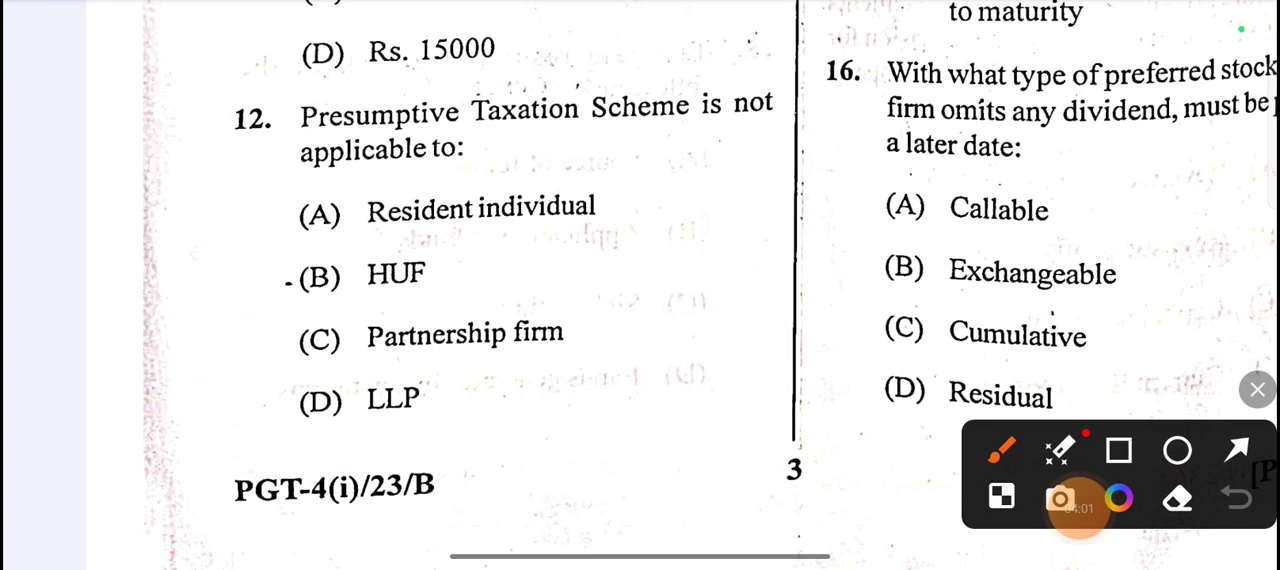 (D) Rs. 15000
12. Presumptive Taxation Scheme is not
applicable to:
(A) Resident individual
(B) HUF
(C) Partnership firm
(D) LLP
PGT-4(i)/23/B
3
to maturity
16. With what type of preferred stock
firm omits any dividend, must be
a later date:
(A) Callable
(B) Exchangeable
(C) Cumulative
(D) Residual
[P
04:01